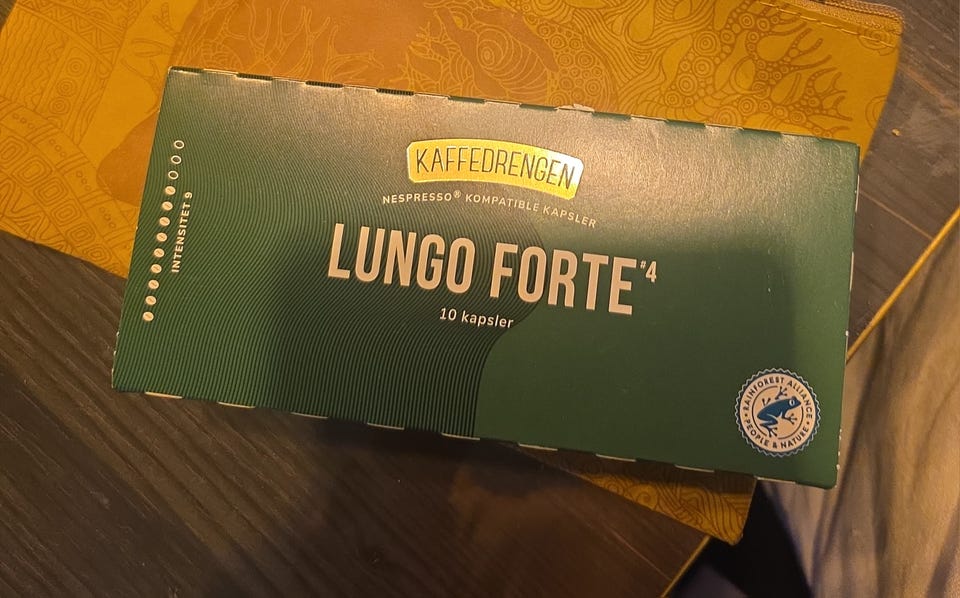 KAFFEDRENGEN
NESPRESSO® KOMPATIBLE KAPSLER
LUNGO FORTE#4
10 kapsler
INTENSITET 9
RAINFOREST ALLIANCE
PEOPLE & NATURE